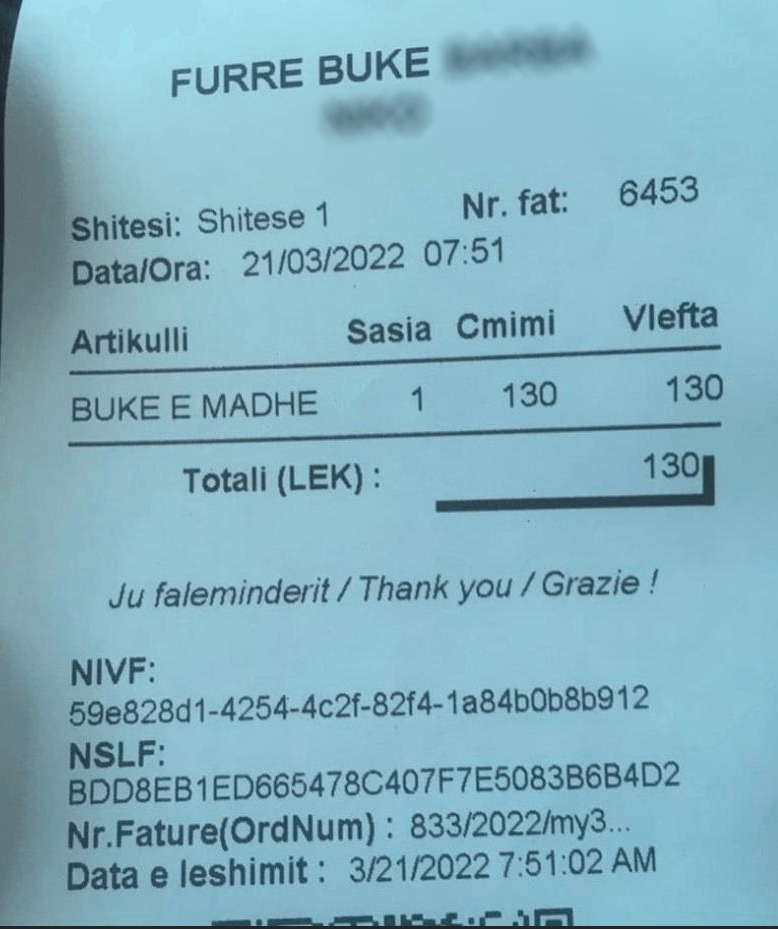 FURRE BUKE
Shitesi: Shitese 1 Nr. fat: 6453
Data/Ora: 21/03/2022 07:51
Artikulli Sasia Cmimi Vlefta
BUKE E MADHE 1 130 130
Totali (LEK) : 130
Ju faleminderit / Thank you / Grazie !
NIVF:
59e828d1-4254-4c2f-82f4-1a84b0b8b912
NSLF:
BDD8EB1ED665478C407F7E5083B6B4D2
Nr.Fature(OrdNum) : 833/2022/my3...
Data e leshimit : 3/21/2022 7:51:02 AM